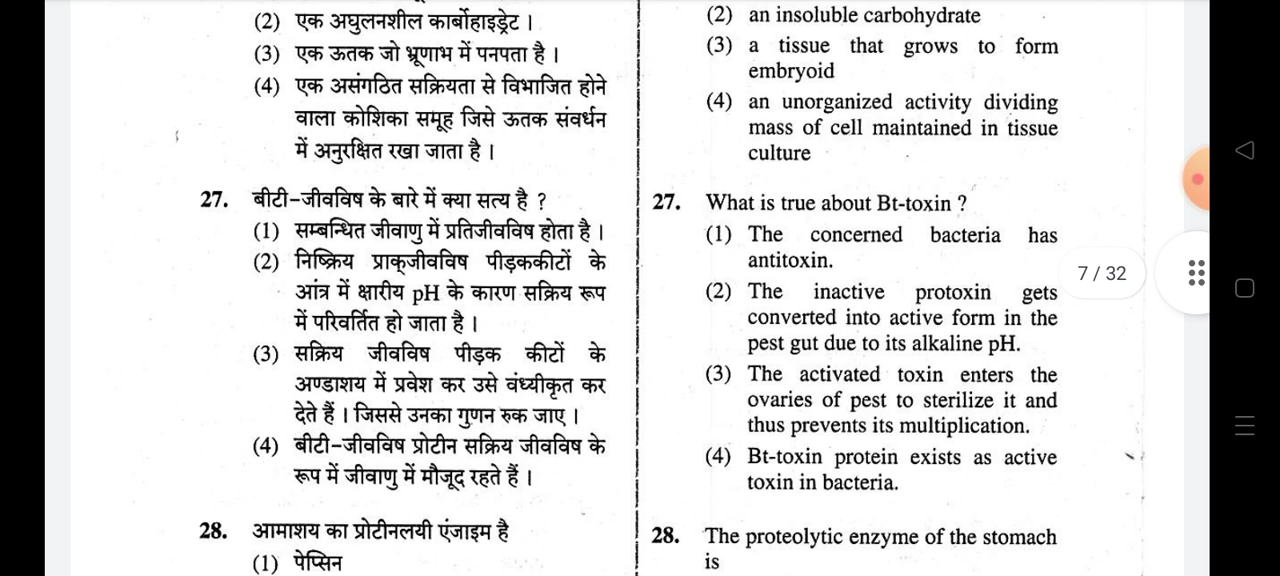 (2) एक अघुलनशील कार्बोहाइड्रेट ।
(3) एक ऊतक जो भ्रूणाभ में पनपता है ।
(4) एक असंगठित सक्रियता से विभाजित होने
वाला कोशिका समूह जिसे ऊतक संवर्धन
में अनुरक्षित रखा जाता है ।
27. बीटी-जीवविष के बारे में क्या सत्य है ?
(1) सम्बन्धित जीवाणु में प्रतिजीवविष होता है ।
(2) निष्क्रिय प्राक्जीवविष पीड़ककीटों के
आंत्र में क्षारीय pH के कारण सक्रिय रूप
में परिवर्तित हो जाता है ।
(3) सक्रिय जीवविष पीड़क कीटों के
अण्डाशय में प्रवेश कर उसे वंध्यीकृत कर
देते हैं । जिससे उनका गुणन रुक जाए ।
(4) बीटी-जीवविष प्रोटीन सक्रिय जीवविष के
रूप में जीवाणु में मौजूद रहते हैं ।
28. आमाशय का प्रोटीनलयी एंजाइम है
(1) पेप्सिन
(2) an insoluble carbohydrate
(3) a tissue that grows to form
embryoid
(4) an unorganized activity dividing
mass of cell maintained in tissue
culture
27. What is true about Bt-toxin ?
(1) The concerned bacteria has
antitoxin.
(2) The inactive protoxin gets
converted into active form in the
pest gut due to its alkaline pH.
(3) The activated toxin enters the
ovaries of pest to sterilize it and
thus prevents its multiplication.
(4) Bt-toxin protein exists as active
toxin in bacteria.
28. The proteolytic enzyme of the stomach
is
7 / 32